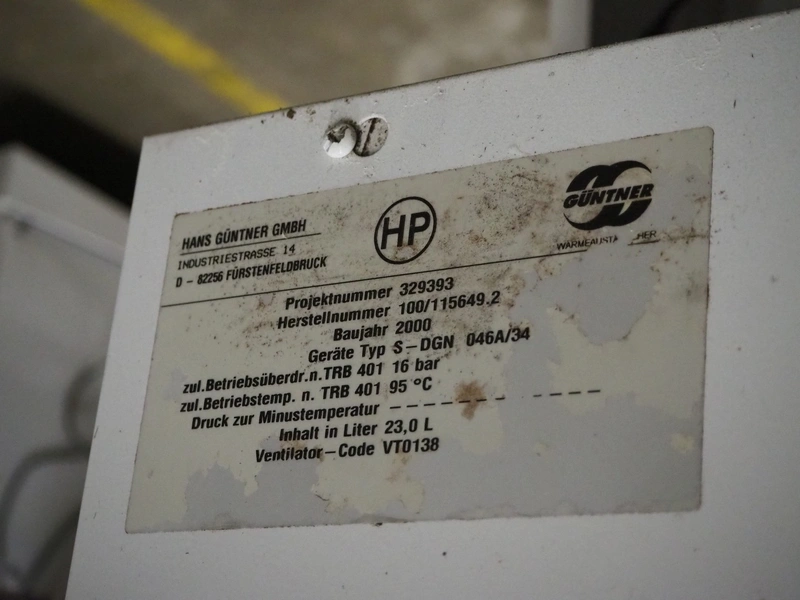 HANS GÜNTNER GMBH
INDUSTRIESTRASSE 14
D - 82256 FÜRSTENFELDBRUCK
HP
GÜNTNER
Projektnummer 329393
Herstellnummer 100/115649.2
Baujahr 2000
Geräte Typ S-DGN 046A/34
zul.Betriebsüberdr.n.TRB 401 16 bar
zul.Betriebstemp. n. TRB 401 95 °C
Druck zur Minustemperatur — — — — — — — — — —
Inhalt in Liter 23,0 L
Ventilator-Code VT0138